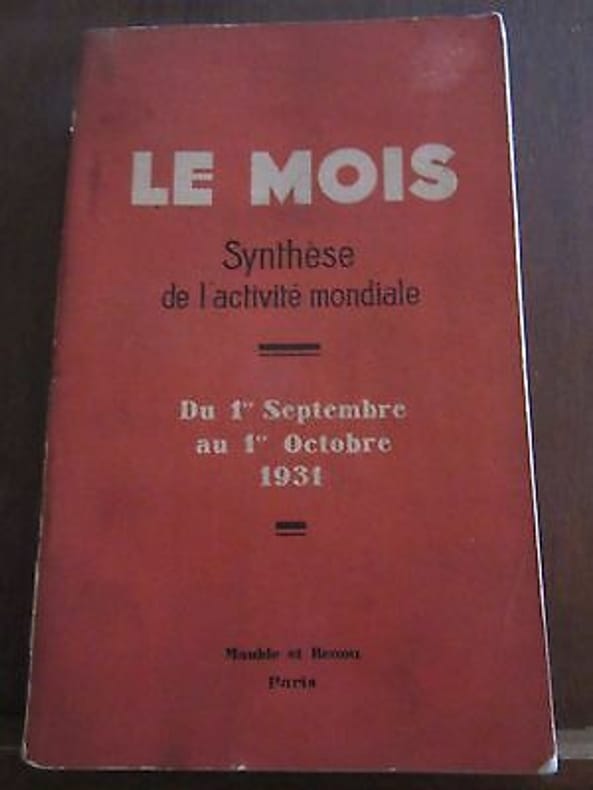 LE MOIS
Synthèse
de l'activité mondiale
Du 1er Septembre
au 1er Octobre
1931
Maulde et Renou
Paris